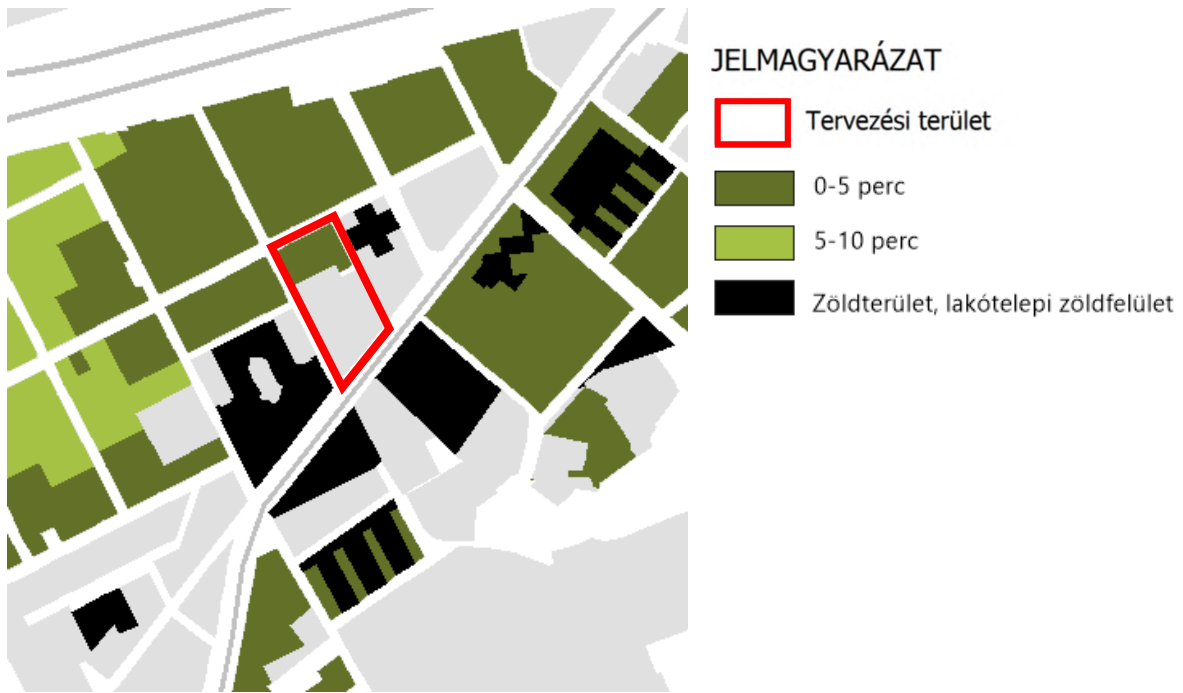 JELMAGYARÁZAT
Tervezési terület
0-5 perc
5-10 perc
Zöldterület, lakótelepi zöldfelület